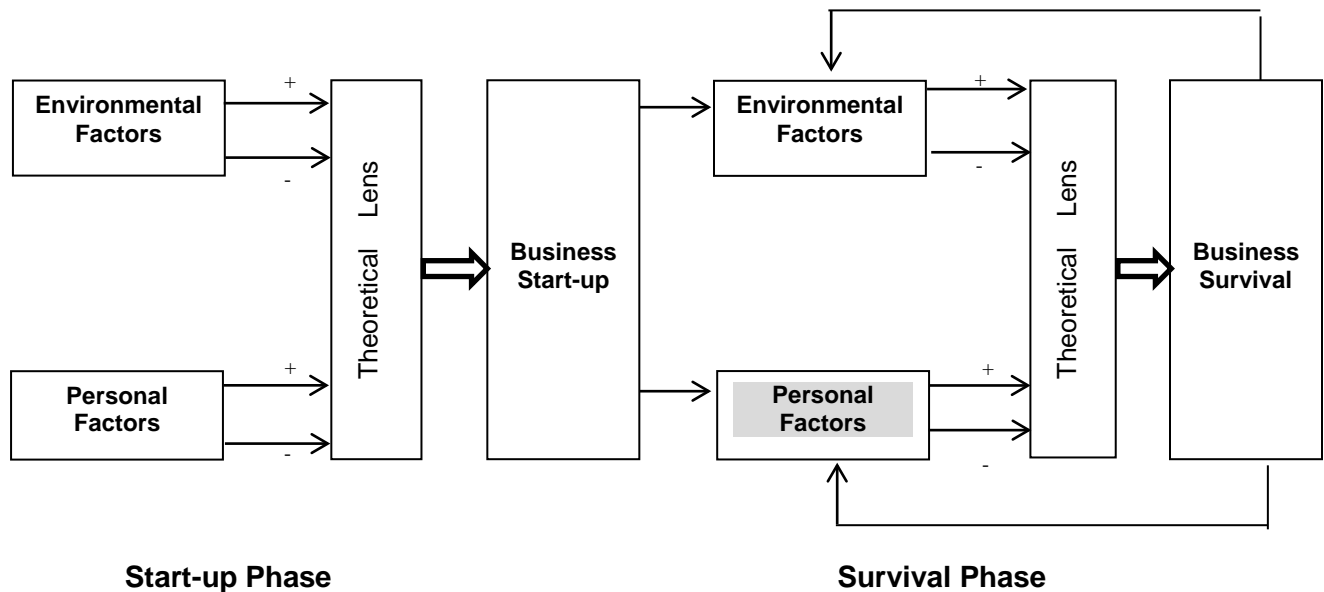 Environmental
Factors
+
-
Personal
Factors
+
-
Theoretical Lens
Business
Start-up
Environmental
Factors
+
-
Personal
Factors
+
-
Theoretical Lens
Business
Survival
Start-up Phase
Survival Phase